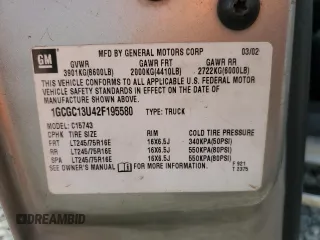 GM
MFD BY GENERAL MOTORS CORP 03/02
GVWR GAWR FRT GAWR RR
3901KG(8600LB) 2000KG(4410LB) 2722KG(6000LB)
THIS VEHICLE CONFORMS TO ALL APPLICABLE U.S. FEDERAL MOTOR
VEHICLE SAFETY STANDARDS IN EFFECT ON THE DATE OF
MANUFACTURE SHOWN ABOVE.
1GCGC13U42F195580 TYPE: TRUCK
MODEL: C15743
GPHK TIRE SIZE RIM COLD TIRE PRESSURE
FRT LT245/75R16E 16X6.5J 340KPA(50PSI)
RR LT245/75R16E 16X6.5J 550KPA(80PSI)
SPA LT245/75R16E 16X6.5J 550KPA(80PSI)
SEE OWNER'S MANUAL FOR MORE INFORMATION. F 921
T 2375
DREAMBID